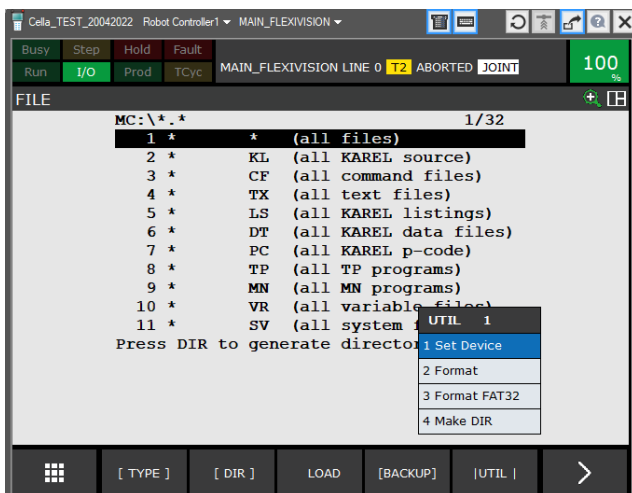 Cella_TEST_20042022 Robot Controller1 MAIN_FLEXIVISION
Busy Step Hold Fault
Run I/O Prod TCyc
MAIN_FLEXIVISION LINE 0 T2 ABORTED JOINT
100 %
FILE
MC:\*.* 1/32
1 * * (all files)
2 * KL (all KAREL source)
3 * CF (all command files)
4 * TX (all text files)
5 * LS (all KAREL listings)
6 * DT (all KAREL data files)
7 * PC (all KAREL p-code)
8 * TP (all TP programs)
9 * MN (all MN programs)
10 * VR (all variable files)
11 * SV (all system
Press DIR to generate director
UTIL 1
1 Set Device
2 Format
3 Format FAT32
4 Make DIR
[ TYPE ] [ DIR ] LOAD [BACKUP] |UTIL | >